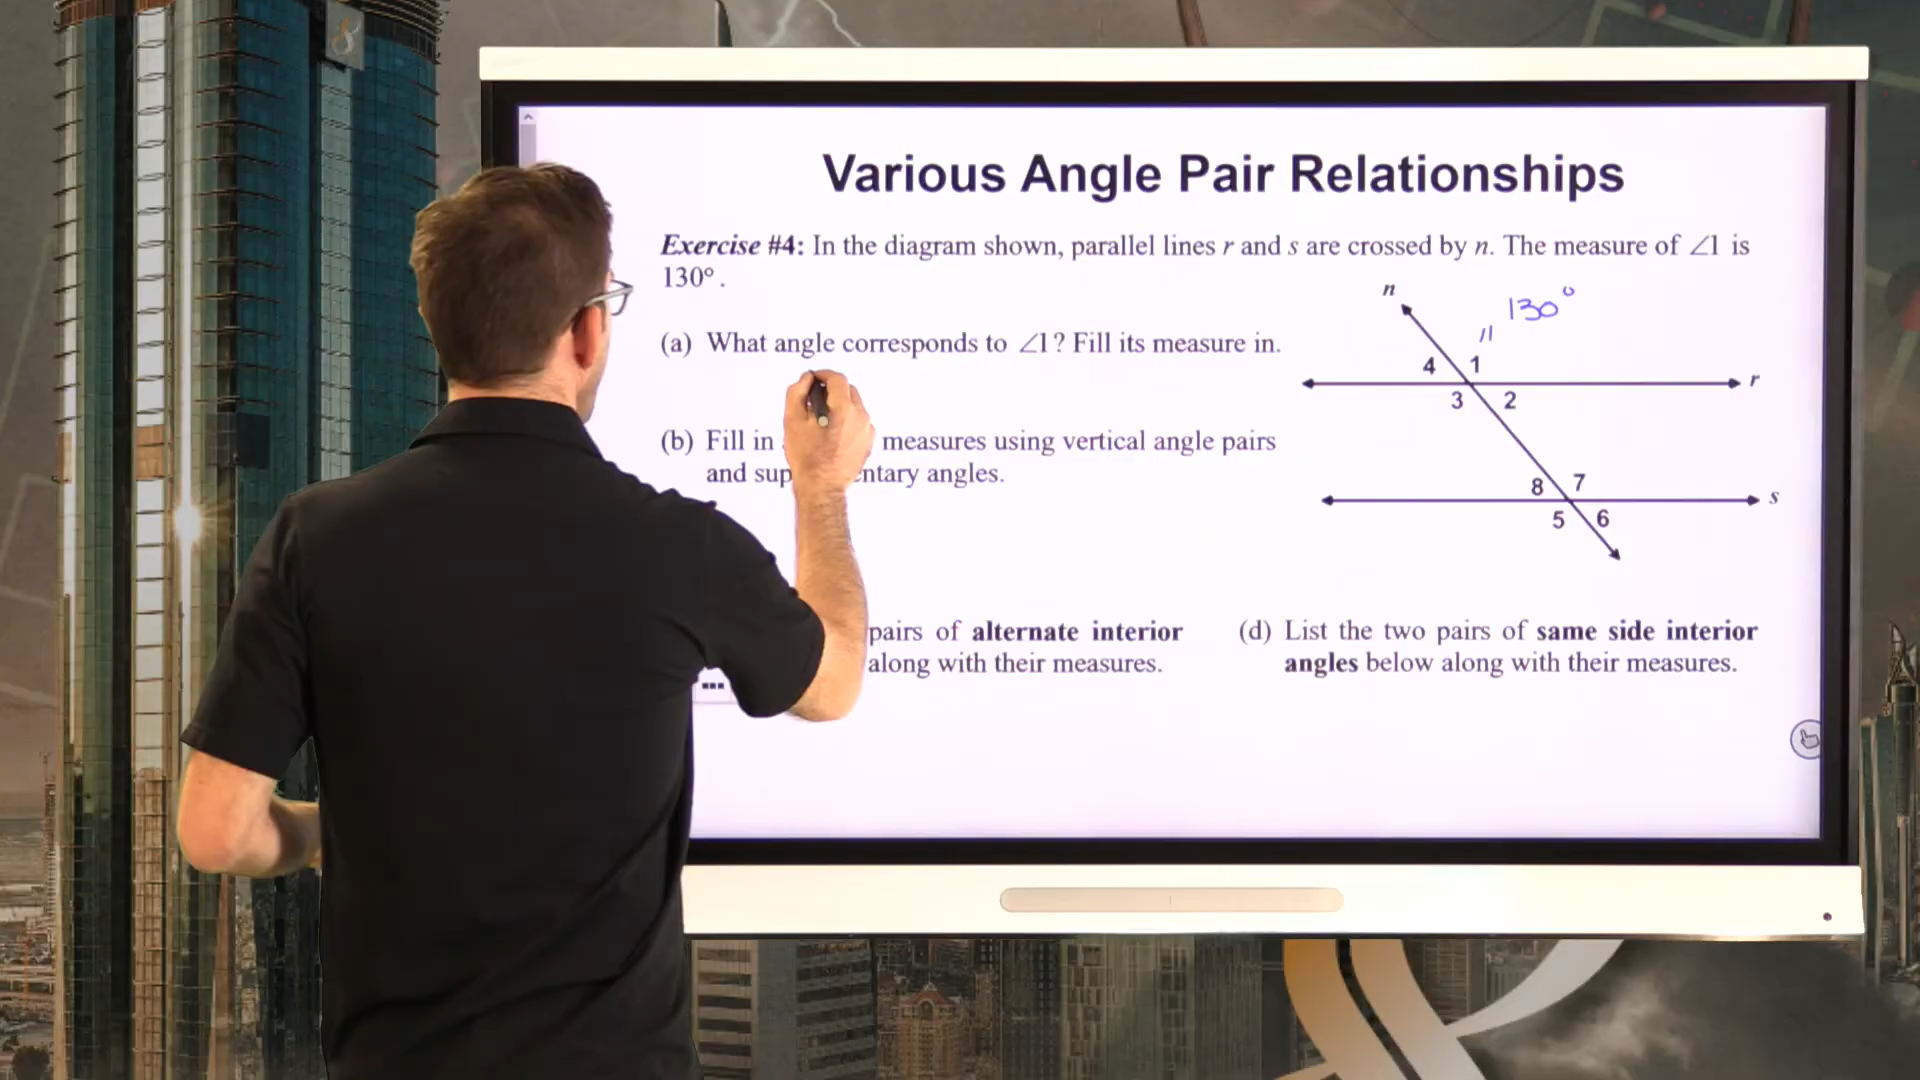 Various Angle Pair Relationships
Exercise #4: In the diagram shown, parallel lines r and s are crossed by n. The measure of ∠1 is
130°.
n
130°
"
(a) What angle corresponds to ∠1? Fill its measure in.
4 1
r
3 2
(b) Fill in measures using vertical angle pairs
and sup ntary angles.
8 7
s
5 6
pairs of alternate interior
along with their measures.
(d) List the two pairs of same side interior
angles below along with their measures.